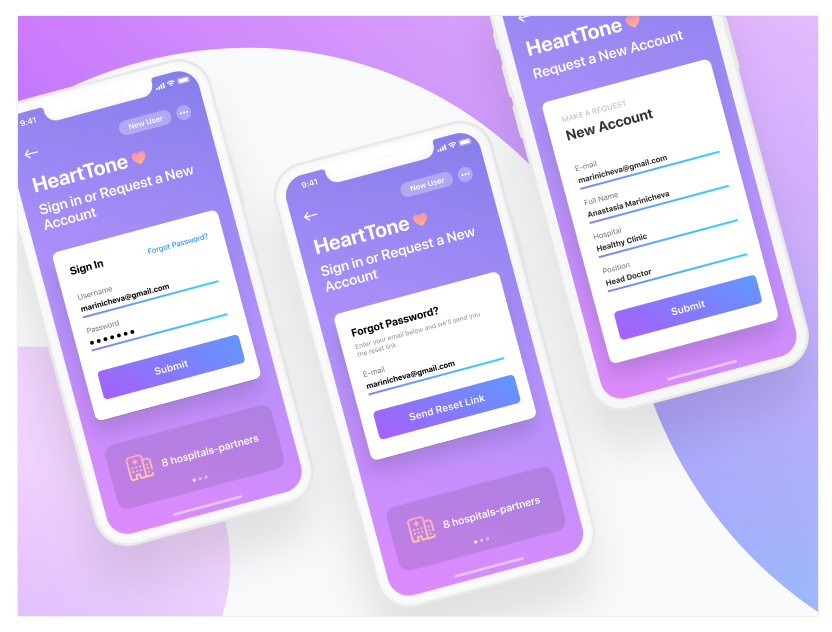 9:41
New User
HeartTone
Sign in or Request a New
Account
Sign In
Forgot Password?
Username
marinicheva@gmail.com
Password
Submit
8 hospitals-partners
9:41
New User
HeartTone
Sign in or Request a New
Account
Forgot Password?
Enter your email below and we'll send you
the reset link
E-mail
marinicheva@gmail.com
Send Reset Link
8 hospitals-partners
HeartTone
Request a New Account
MAKE A REQUEST
New Account
E-mail
marinicheva@gmail.com
Full Name
Anastasia Marinicheva
Hospital
Healthy Clinic
Position
Head Doctor
Submit